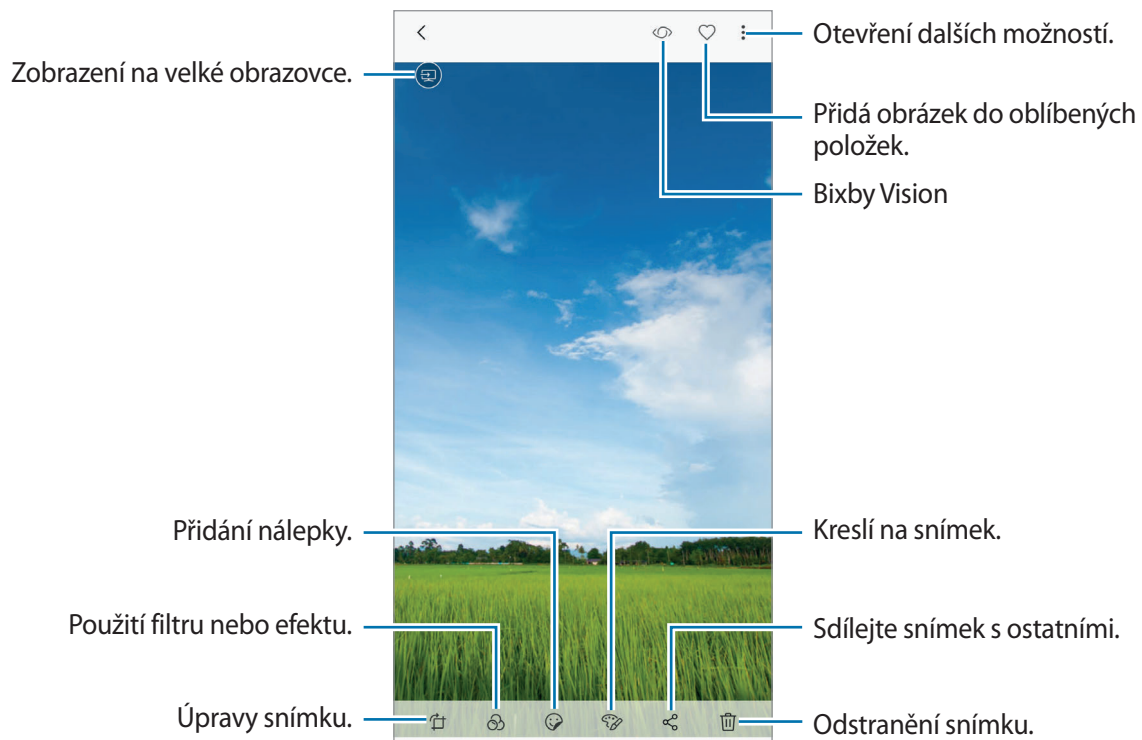 Otevření dalších možností.
Zobrazení na velké obrazovce.
Přidá obrázek do oblíbených
položek.
Bixby Vision
Přidání nálepky.
Kreslí na snímek.
Použití filtru nebo efektu.
Sdílejte snímek s ostatními.
Úpravy snímku.
Odstranění snímku.